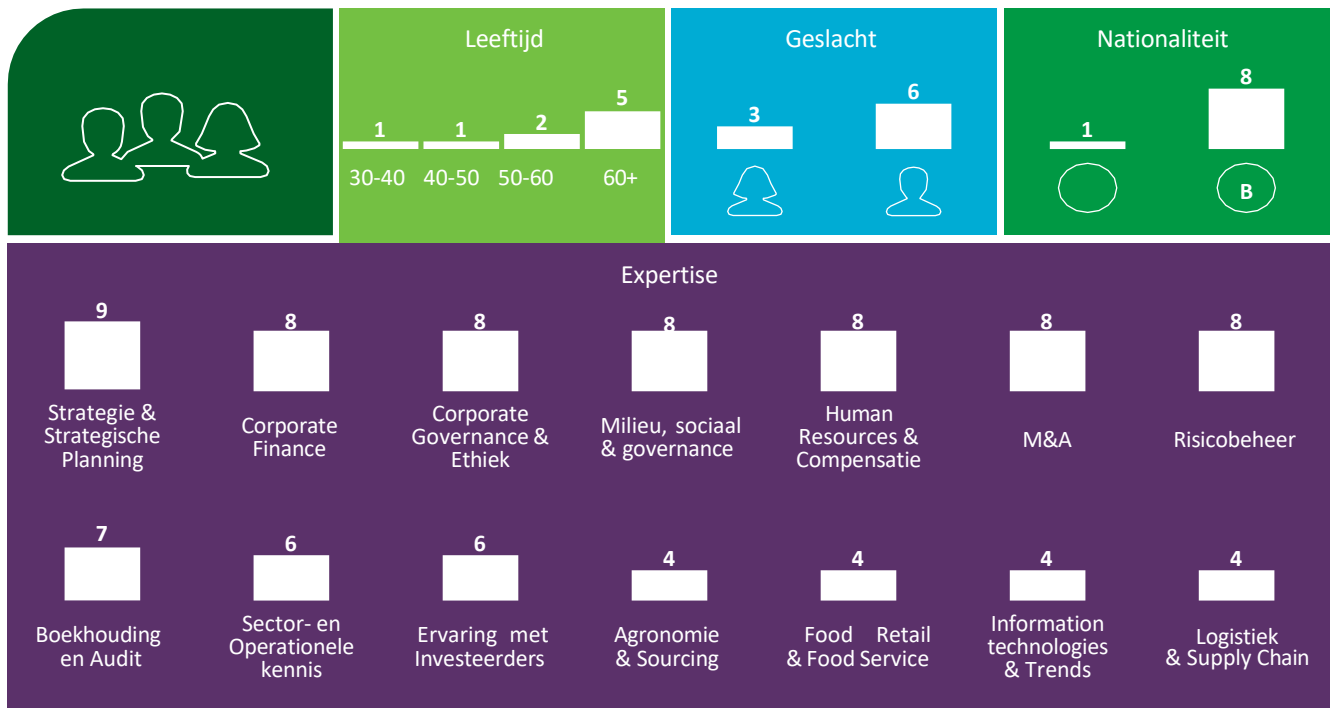 Leeftijd
1
1
2
5
30-40
40-50
50-60
60+
Geslacht
3
6
Nationaliteit
1
8
B
Expertise
9
Strategie &
Strategische
Planning
8
Corporate
Finance
8
Corporate
Governance &
Ethiek
8
Milieu, sociaal
& governance
8
Human
Resources &
Compensatie
8
M&A
8
Risicobeheer
7
Boekhouding
en Audit
6
Sector- en
Operationele
kennis
6
Ervaring met
Investeerders
4
Agronomie
& Sourcing
4
Food Retail
& Food Service
4
Information
technologies
& Trends
4
Logistiek
& Supply Chain